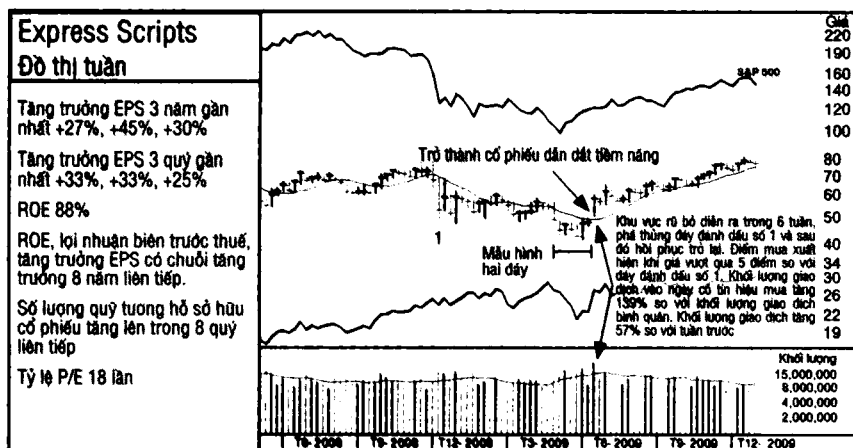 Express Scripts
Đồ thị tuần
Tăng trưởng EPS 3 năm gần
nhất +27%, +45%, +30%
Tăng trưởng EPS 3 quý gần
nhất +33%, +33%, +25%
ROE 88%
ROE, lợi nhuận biên trước thuế,
tăng trưởng EPS có chuỗi tăng
trưởng 8 năm liên tiếp.
Số lượng quỹ tương hỗ sở hữu
cổ phiếu tăng lên trong 8 quý
liên tiếp
Tỷ lệ P/E 18 lần
Giá
220
190
160
140
120
100
80
70
60
50
40
34
30
26
22
19
S&P 500
Trở thành cổ phiếu dẫn dắt tiềm năng
1
Mẫu hình
hai đáy
Khu vực rũ bỏ diễn ra trong 6 tuần,
phá thủng đáy đánh dấu số 1 và sau
đó hồi phục trở lại. Điểm mua xuất
hiện khi giá vượt qua 5 điểm so với
đáy đánh dấu số 1. Khối lượng giao
dịch vào ngày có tín hiệu mua tăng
139% so với khối lượng giao dịch
bình quân. Khối lượng giao dịch tăng
57% so với tuần trước
Khối lượng
15,000,000
8,000,000
4,000,000
2,000,000
T6- 2008
T9- 2008
T12- 2008
T3- 2009
T6- 2009
T9- 2009
T12- 2009